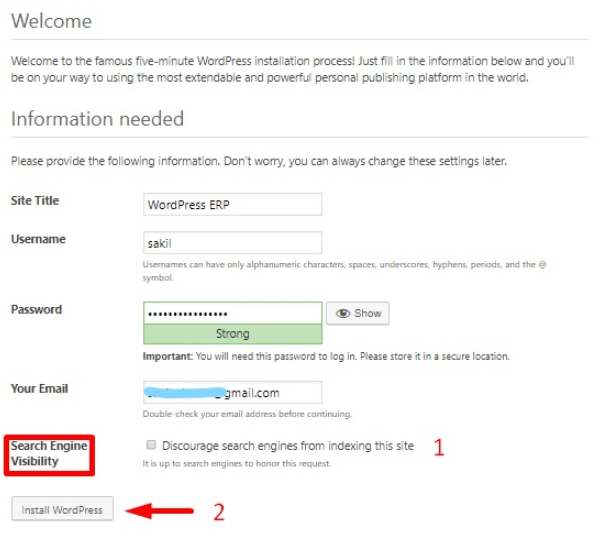 Welcome
Welcome to the famous five-minute WordPress installation process! Just fill in the information below and you'll
be on your way to using the most extendable and powerful personal publishing platform in the world.
Information needed
Please provide the following information. Don't worry, you can always change these settings later.
Site Title
WordPress ERP
Username
sakil
Usernames can have only alphanumeric characters, spaces, underscores, hyphens, periods, and the @
symbol.
Password
••••••••••••••••
Show
Strong
Important: You will need this password to log in. Please store it in a secure location.
Your Email
@gmail.com
Double-check your email address before continuing.
Search Engine
Visibility
Discourage search engines from indexing this site
1
It is up to search engines to honor this request.
Install WordPress
2